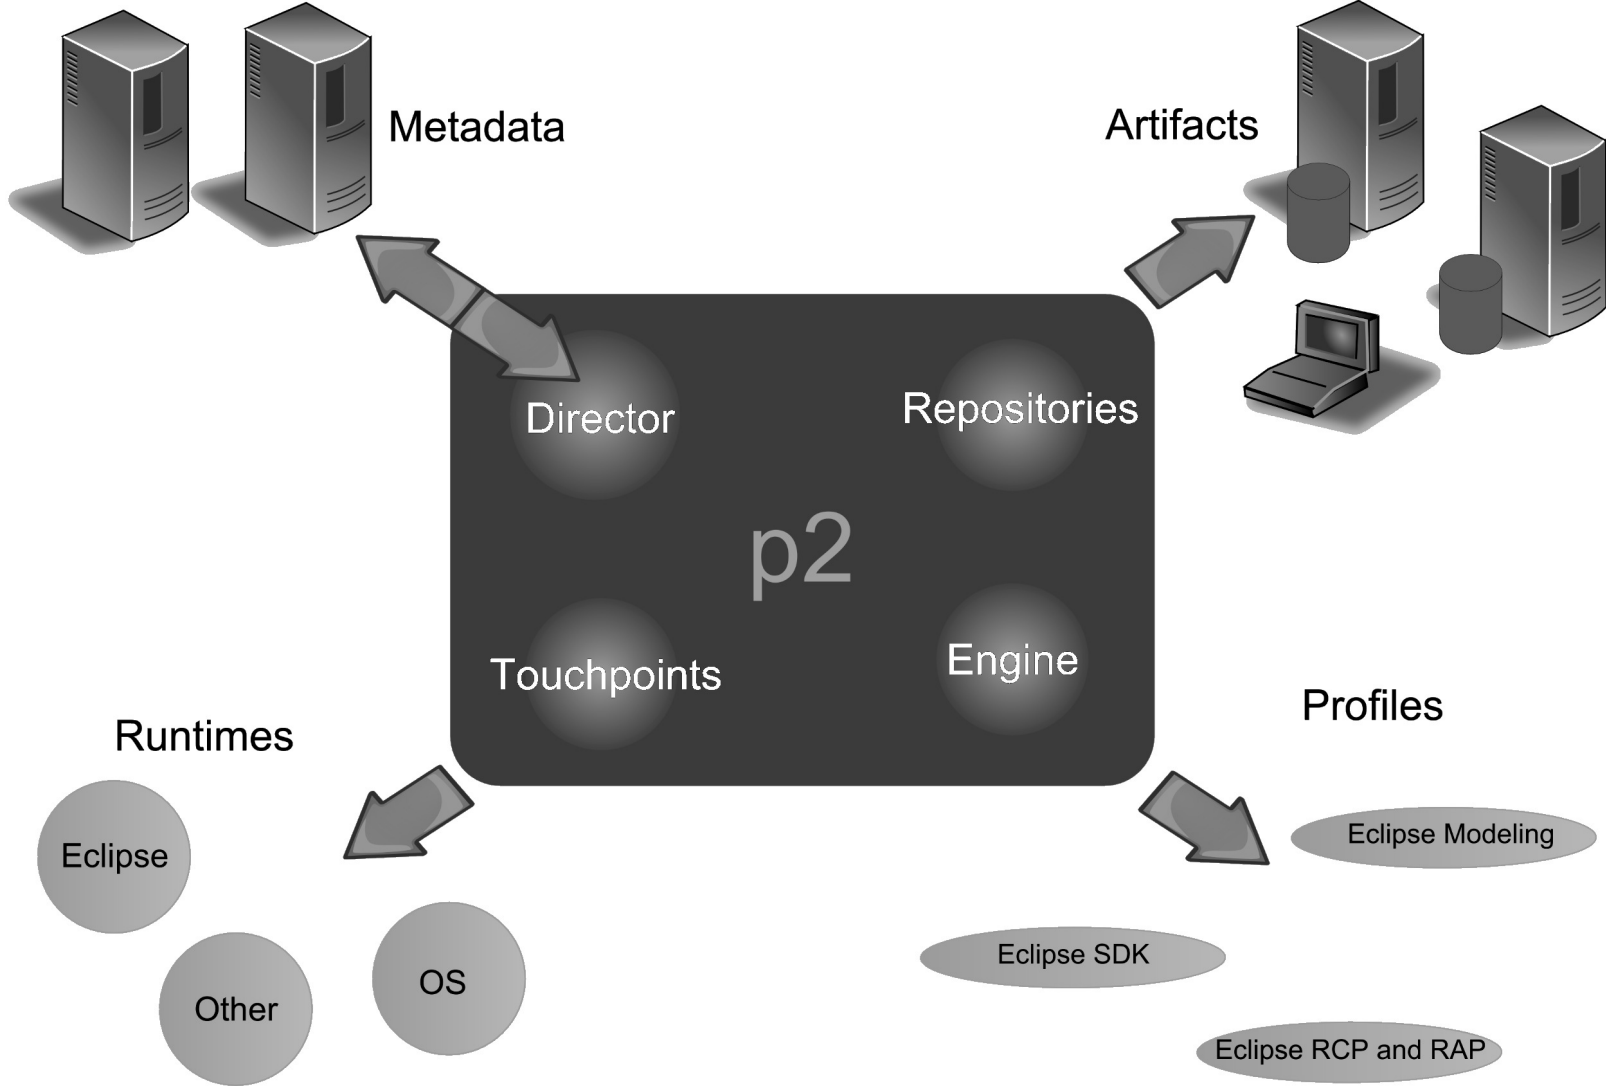 Metadata
Artifacts
Director
Repositories
p2
Touchpoints
Engine
Runtimes
Profiles
Eclipse
Other
OS
Eclipse Modeling
Eclipse SDK
Eclipse RCP and RAP